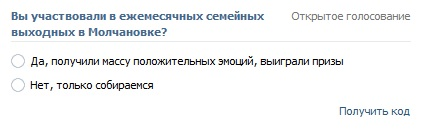 Вы участвовали в ежемесячных семейных Открытое голосование
выходных в Молчановке?
Да, получили массу положительных эмоций, выиграли призы
Нет, только собираемся
Получить код